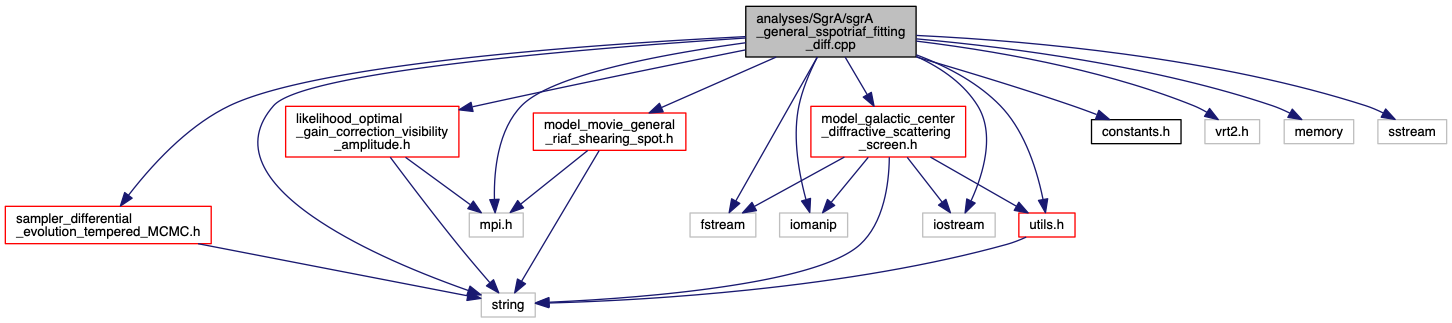 analyses/SgrA/sgrA
_general_sspotriaf_fitting
_diff.cpp
likelihood_optimal
_gain_correction_visibility
_amplitude.h
model_movie_general
_riaf_shearing_spot.h
model_galactic_center
_diffractive_scattering
_screen.h
constants.h
vrt2.h
memory
sstream
sampler_differential
_evolution_tempered_MCMC.h
mpi.h
fstream
iomanip
iostream
utils.h
string